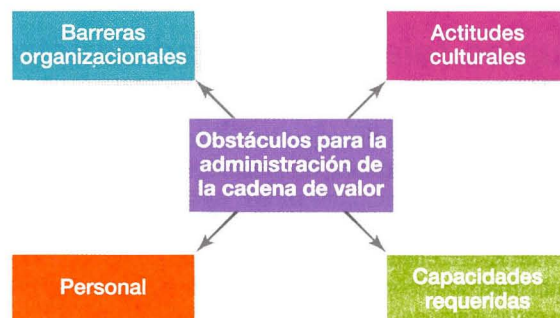 Barreras
organizacionales
Actitudes
culturales
Obstáculos para la
administración de
la cadena de valor
Personal
Capacidades
requeridas